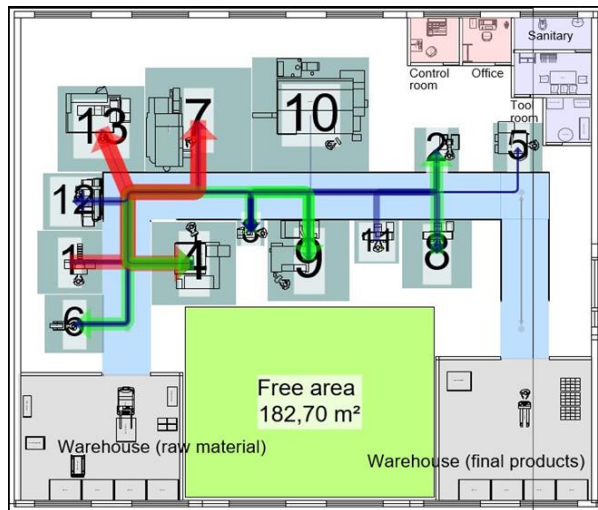 Sanitary
Control
room
Office
Tool
room
13
7
10
2
5
12
3
11
1
4
9
8
6
Free area
182,70 m²
Warehouse (raw material)
Warehouse (final products)